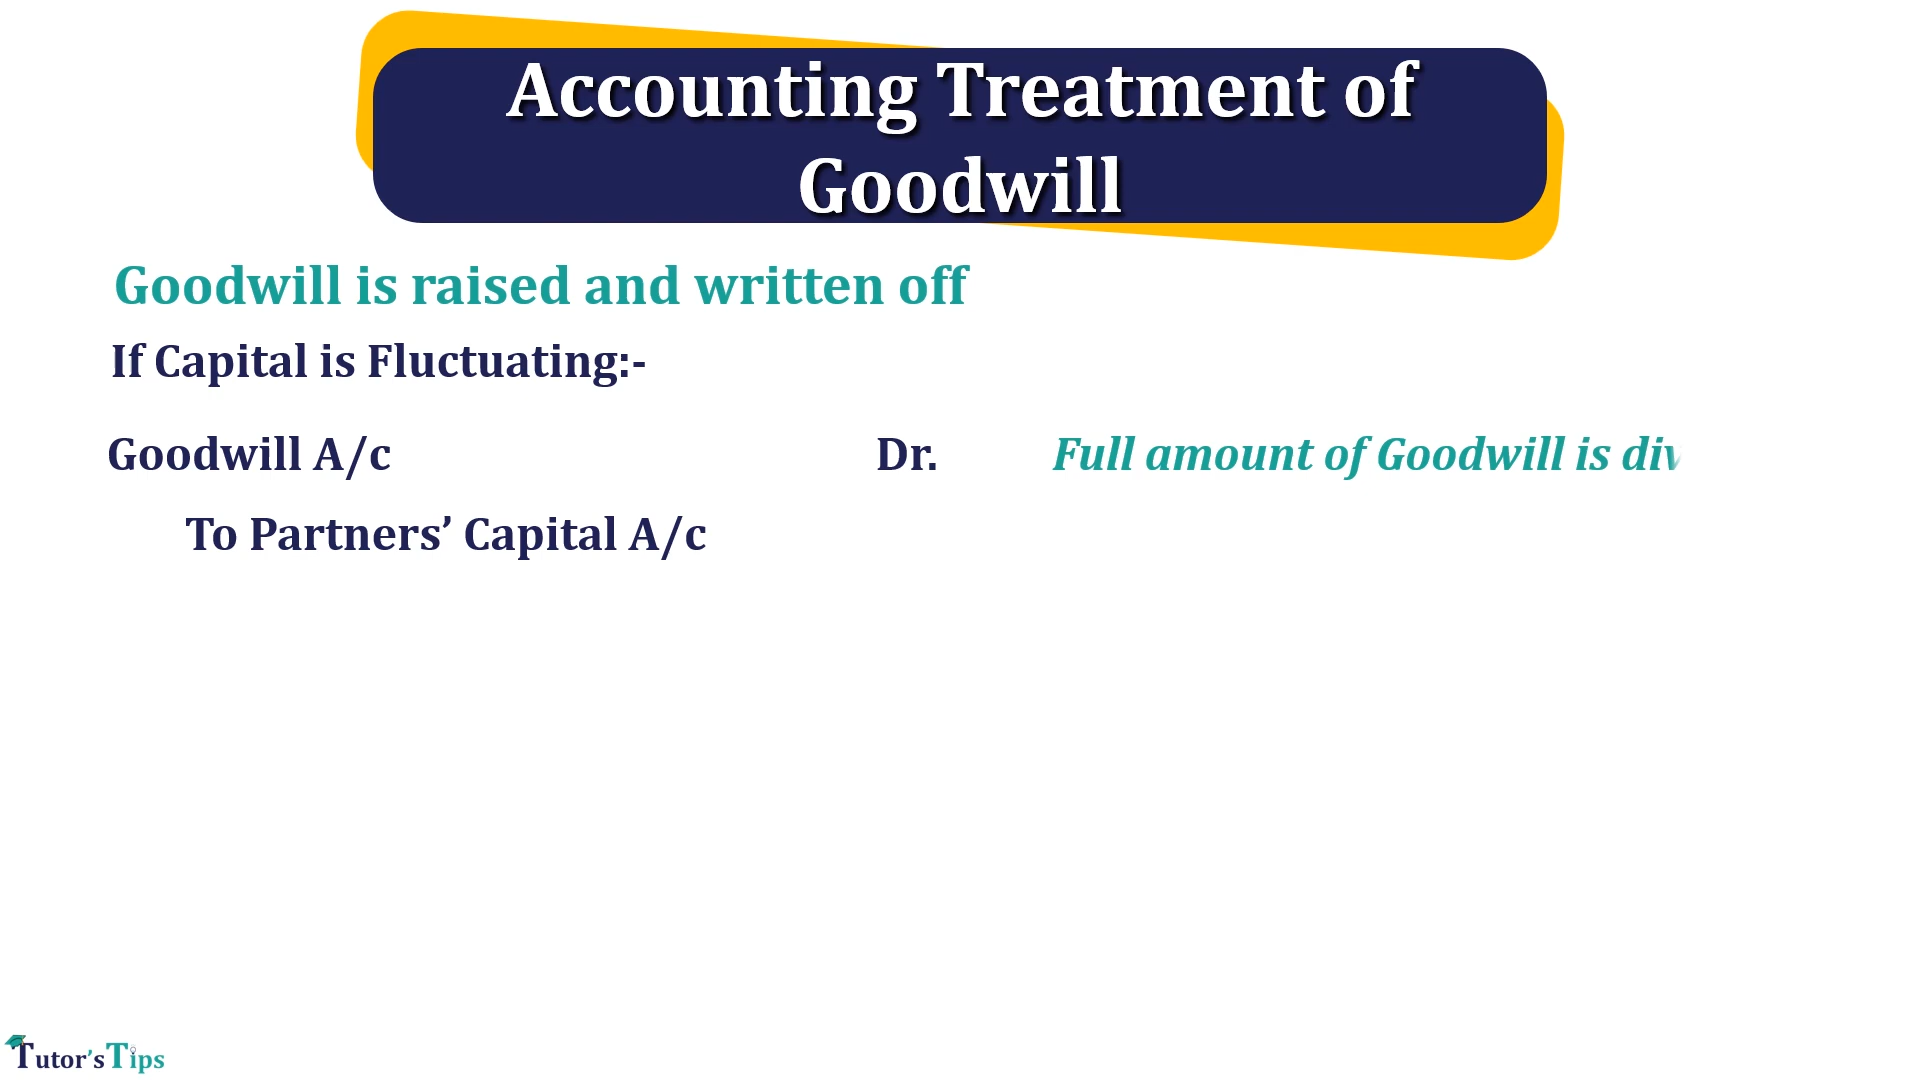 Accounting Treatment of
Goodwill
Goodwill is raised and written off
If Capital is Fluctuating:-
Goodwill A/c Dr. Full amount of Goodwill is
To Partners’ Capital A/c
Tutor’sTips